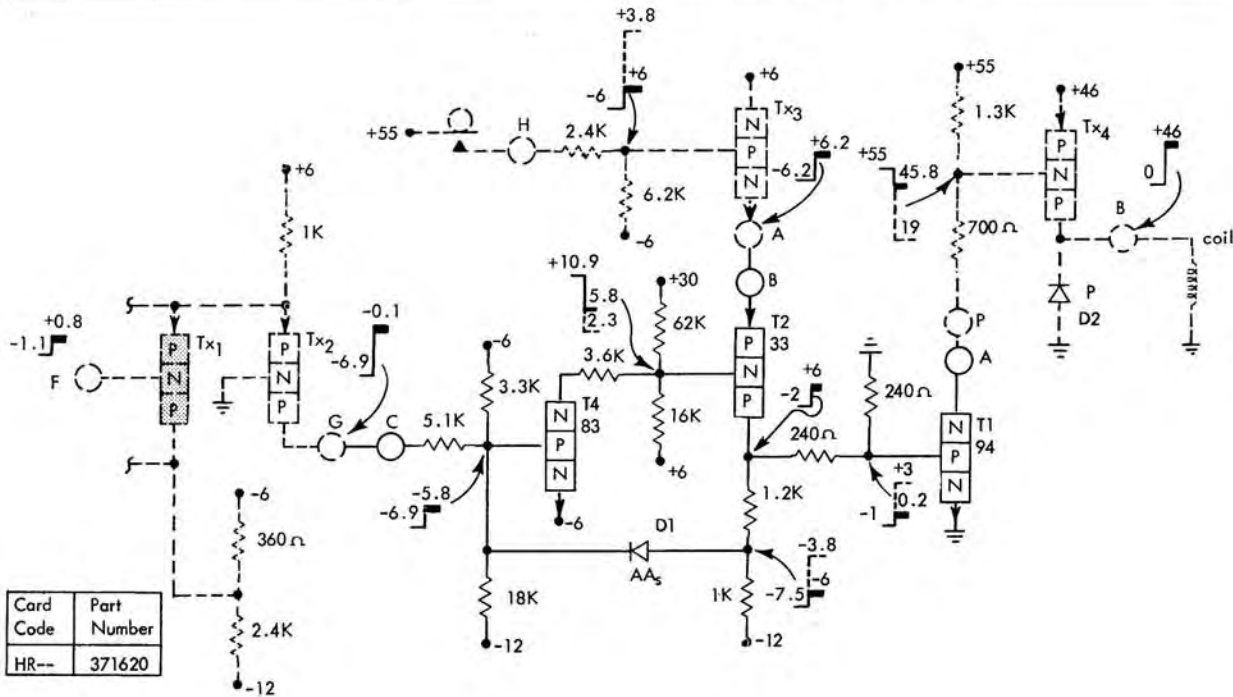 +3.8
+6
-6
+55
H
2.4K
6.2K
-6
+6
Tx3
N
P
N
-6.2
+6.2
A
B
+55
1.3K
+55
45.8
19
700Ω
P
A
+46
Tx4
P
N
P
+46
0
B
coil
P
D2
+6
1K
+0.8
-1.1
F
Tx1
P
N
P
Tx2
P
N
P
-0.1
-6.9
G
C
5.1K
-6
3.3K
-5.8
-6.9
+10.9
5.8
2.3
3.6K
T4
83
N
P
N
-6
+30
62K
16K
+6
T2
33
P
N
P
+6
-2
240Ω
240Ω
+3
0.2
-1
T1
94
N
P
N
1.2K
D1
AAs
-3.8
-6
-7.5
1K
-12
18K
-12
-6
360Ω
2.4K
-12
Card Code
Part Number
HR--
371620